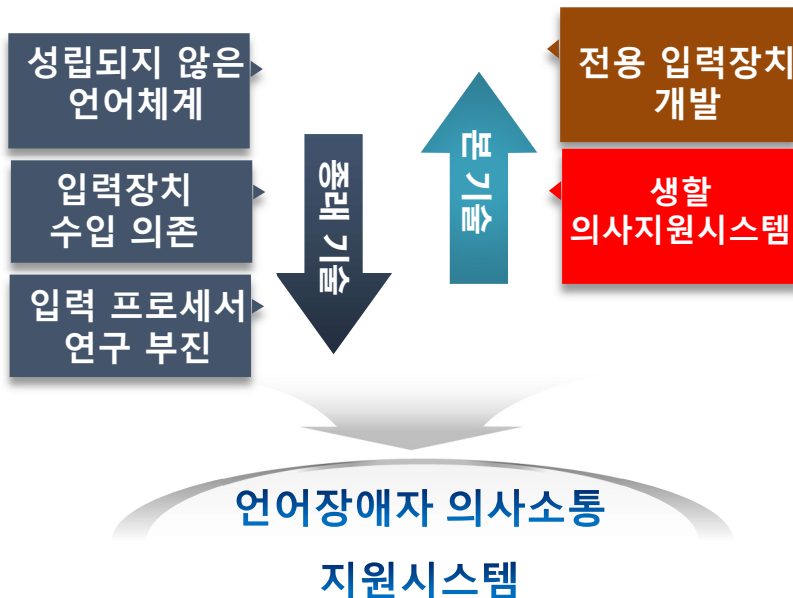 성립되지 않은
언어체계
입력장치
수입 의존
입력 프로세서
연구 부진
종래 기술
본 기술
전용 입력장치
개발
생할
의사지원시스템
언어장애자 의사소통
지원시스템